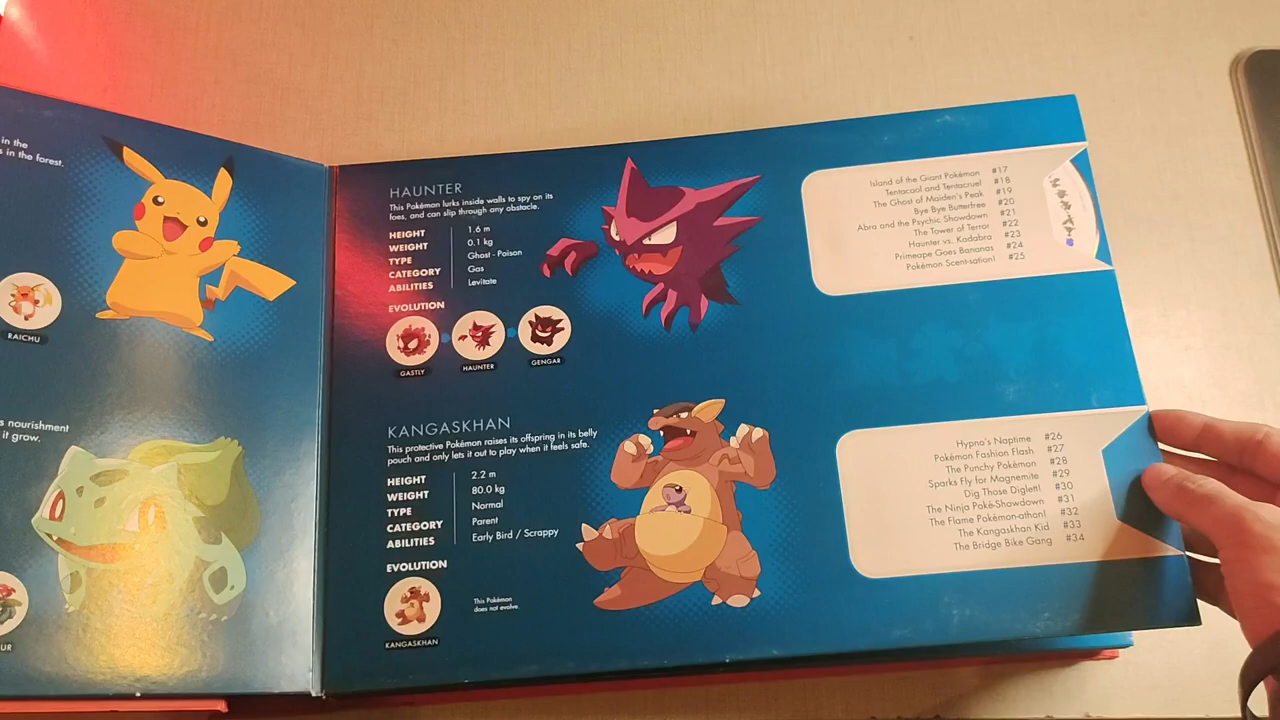 in the
s in the forest.
RAICHU
s nourishment
it grow.
UR
HAUNTER
This Pokémon lurks inside walls to spy on its
foes, and can slip through any obstacle.
HEIGHT 1.6 m
WEIGHT 0.1 kg
TYPE Ghost - Poison
CATEGORY Gas
ABILITIES Levitate
EVOLUTION
GASTLY HAUNTER GENGAR
KANGASKHAN
This protective Pokémon raises its offspring in its belly
pouch and only lets it out to play when it feels safe.
HEIGHT 2.2 m
WEIGHT 80.0 kg
TYPE Normal
CATEGORY Parent
ABILITIES Early Bird / Scrappy
EVOLUTION
This Pokémon
does not evolve.
KANGASKHAN
Island of the Giant Pokémon #17
Tentacool and Tentacruel #18
The Ghost of Maiden's Peak #19
Bye Bye Butterfree #20
Abra and the Psychic Showdown #21
The Tower of Terror #22
Haunter vs. Kadabra #23
Primeape Goes Bananas #24
Pokémon Scent-sation! #25
Hypno's Naptime #26
Pokémon Fashion Flash #27
The Punchy Pokémon #28
Sparks Fly for Magnemite #29
Dig Those Diglett! #30
The Ninja Poké-Showdown #31
The Flame Pokémon-athon! #32
The Kangaskhan Kid #33
The Bridge Bike Gang #34